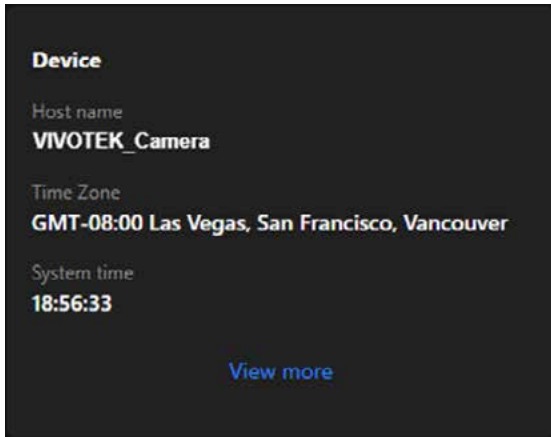 Device
Host name
VIVOTEK_Camera
Time Zone
GMT-08:00 Las Vegas, San Francisco, Vancouver
System time
18:56:33
View more